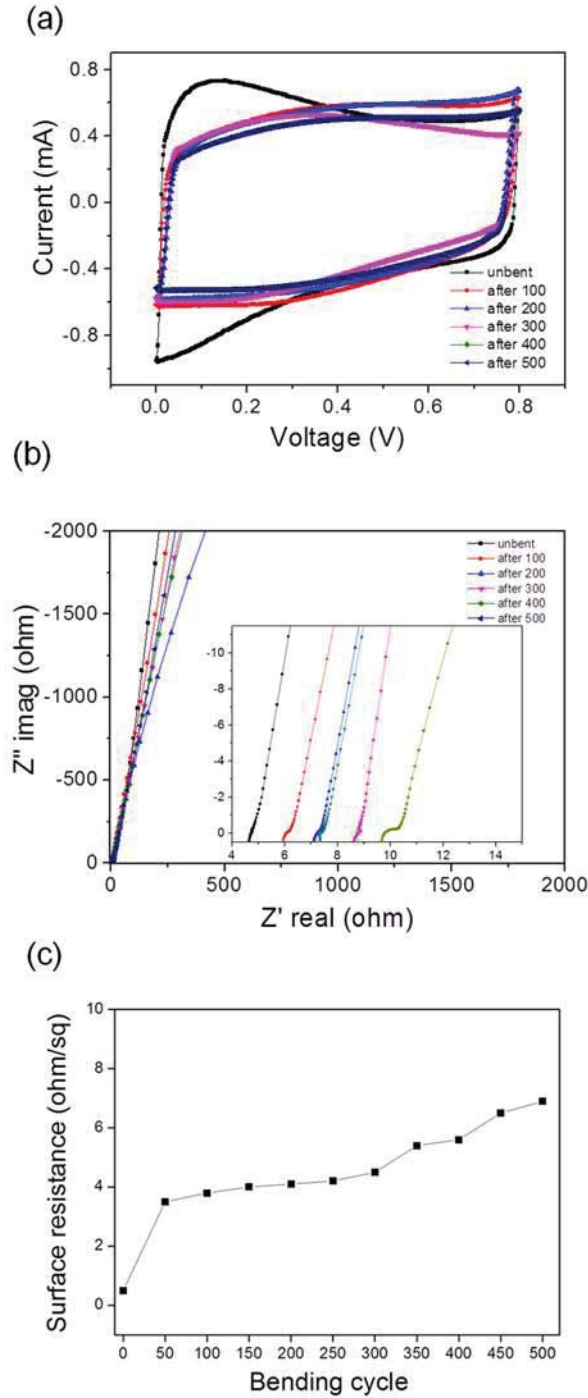 (a)
0.8
0.4
0.0
-0.4
-0.8
Current (mA)
unbent
after 100
after 200
after 300
after 400
after 500
0.0 0.2 0.4 0.6 0.8
Voltage (V)
(b)
-2000
-1500
-1000
-500
0
Z'' imag (ohm)
unbent
after 100
after 200
after 300
after 400
after 500
-10
-8
-6
-4
-2
0
4 6 8 10 12 14
0 500 1000 1500 2000
Z' real (ohm)
(c)
10
8
6
4
2
0
Surface resistance (ohm/sq)
0 50 100 150 200 250 300 350 400 450 500
Bending cycle